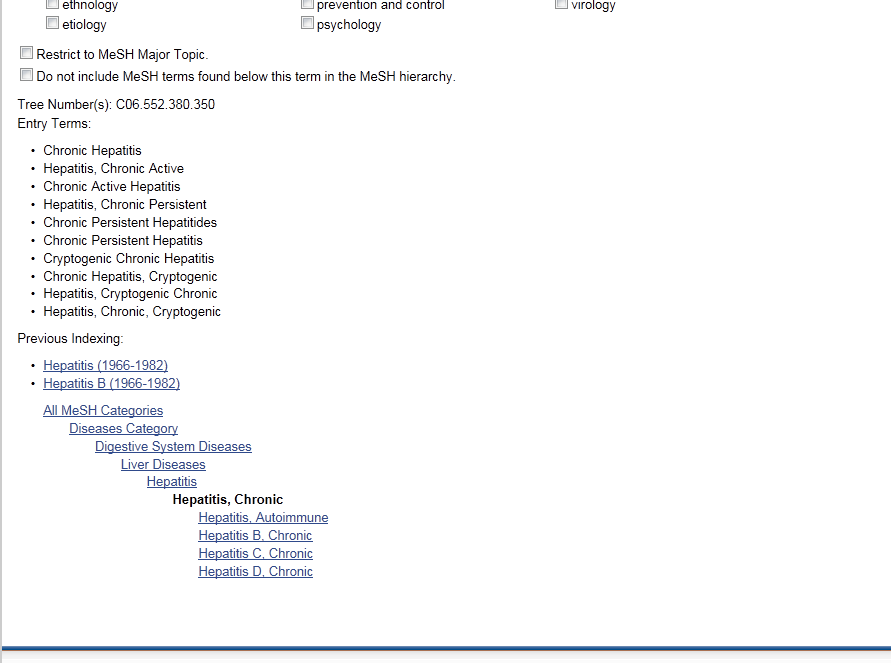 ethnology prevention and control virology
etiology psychology
Restrict to MeSH Major Topic.
Do not include MeSH terms found below this term in the MeSH hierarchy.
Tree Number(s): C06.552.380.350
Entry Terms:
• Chronic Hepatitis
• Hepatitis, Chronic Active
• Chronic Active Hepatitis
• Hepatitis, Chronic Persistent
• Chronic Persistent Hepatitides
• Chronic Persistent Hepatitis
• Cryptogenic Chronic Hepatitis
• Chronic Hepatitis, Cryptogenic
• Hepatitis, Cryptogenic Chronic
• Hepatitis, Chronic, Cryptogenic
Previous Indexing:
• Hepatitis (1966-1982)
• Hepatitis B (1966-1982)
All MeSH Categories
Diseases Category
Digestive System Diseases
Liver Diseases
Hepatitis
Hepatitis, Chronic
Hepatitis, Autoimmune
Hepatitis B, Chronic
Hepatitis C, Chronic
Hepatitis D, Chronic